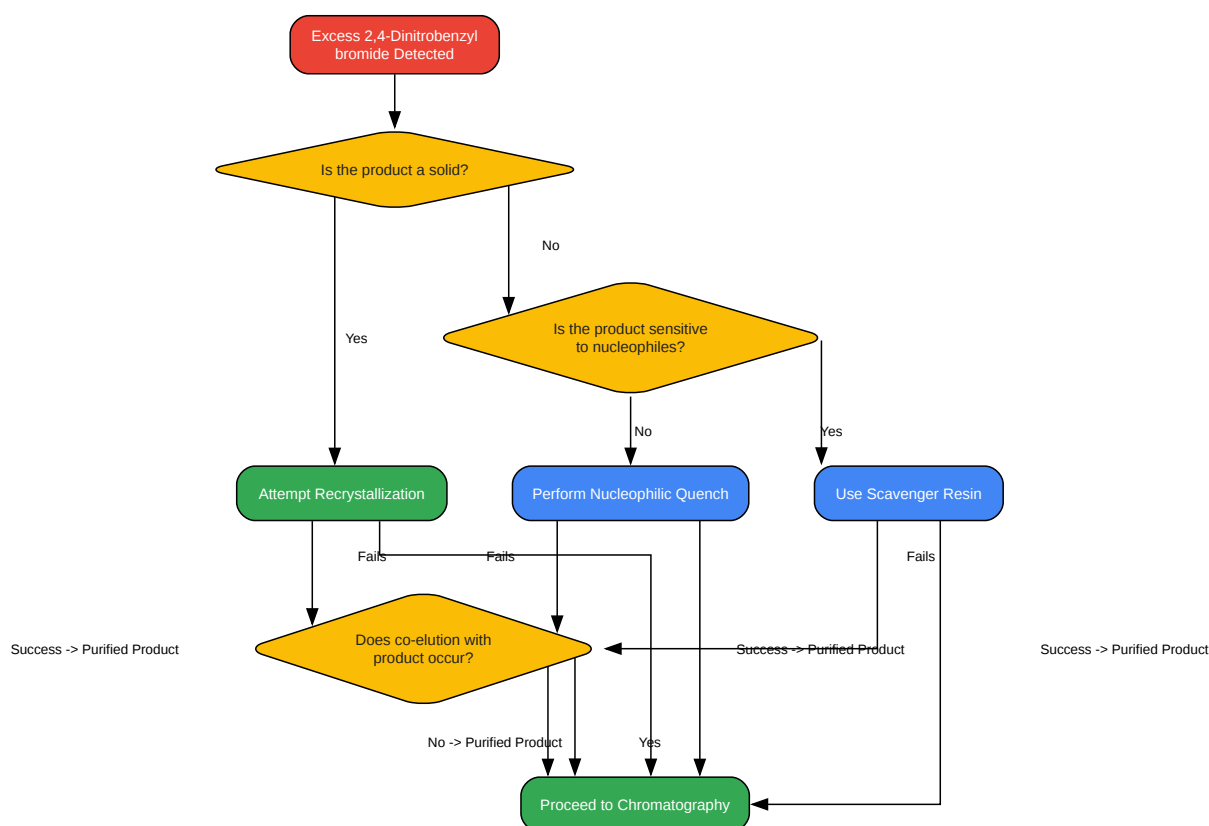 Excess 2,4-Dinitrobenzyl
bromide Detected
Is the product a solid?
No
Is the product sensitive
to nucleophiles?
Yes
No
Yes
Attempt Recrystallization
Perform Nucleophilic Quench
Use Scavenger Resin
Fails
Fails
Fails
Does co-elution with
product occur?
Success -> Purified Product
Success -> Purified Product
Success -> Purified Product
No -> Purified Product
Yes
Proceed to Chromatography